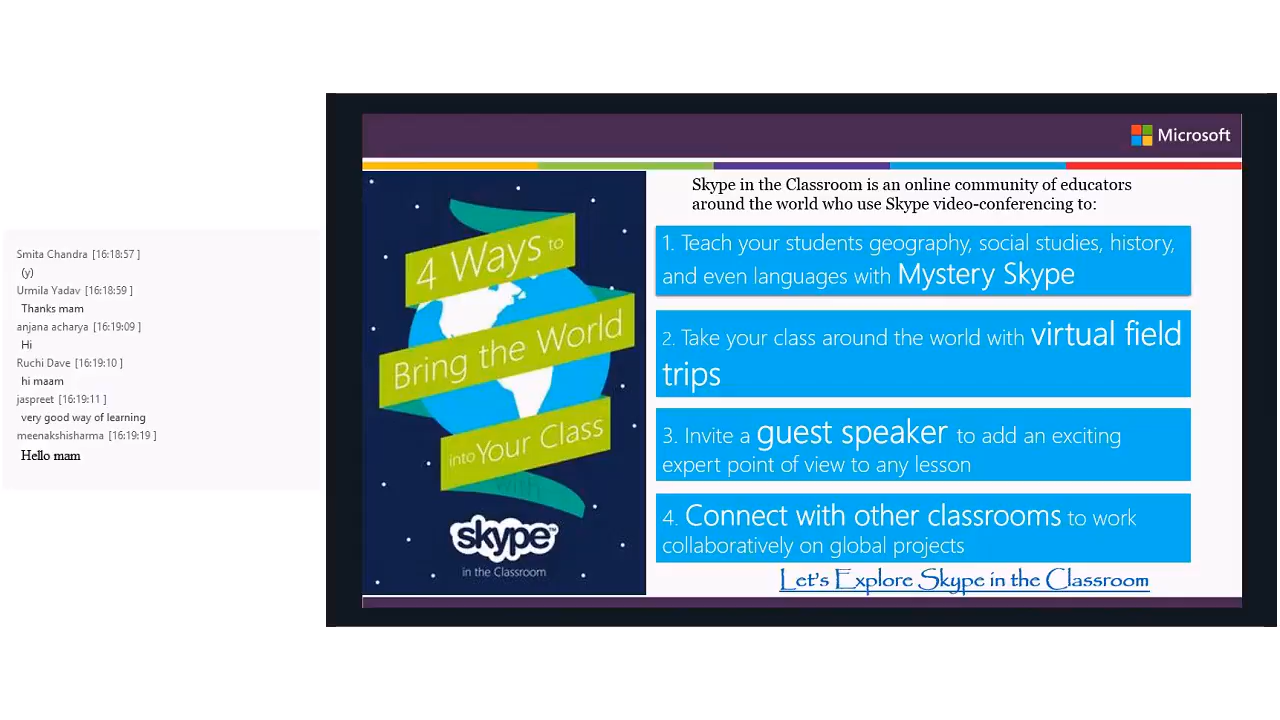 Smita Chandra [16:18:57 ]
(y)
Urmila Yadav [16:18:59 ]
Thanks mam
anjana acharya [16:19:09 ]
Hi
Ruchi Dave [16:19:10 ]
hi maam
jaspreet [16:19:11 ]
very good way of learning
meenakshisharma [16:19:19 ]
Hello mam
Microsoft
4 Ways to
Bring the World
into Your Class
skype™
in the Classroom
Skype in the Classroom is an online community of educators
around the world who use Skype video-conferencing to:
1. Teach your students geography, social studies, history,
and even languages with Mystery Skype
2. Take your class around the world with virtual field
trips
3. Invite a guest speaker to add an exciting
expert point of view to any lesson
4. Connect with other classrooms to work
collaboratively on global projects
Let's Explore Skype in the Classroom